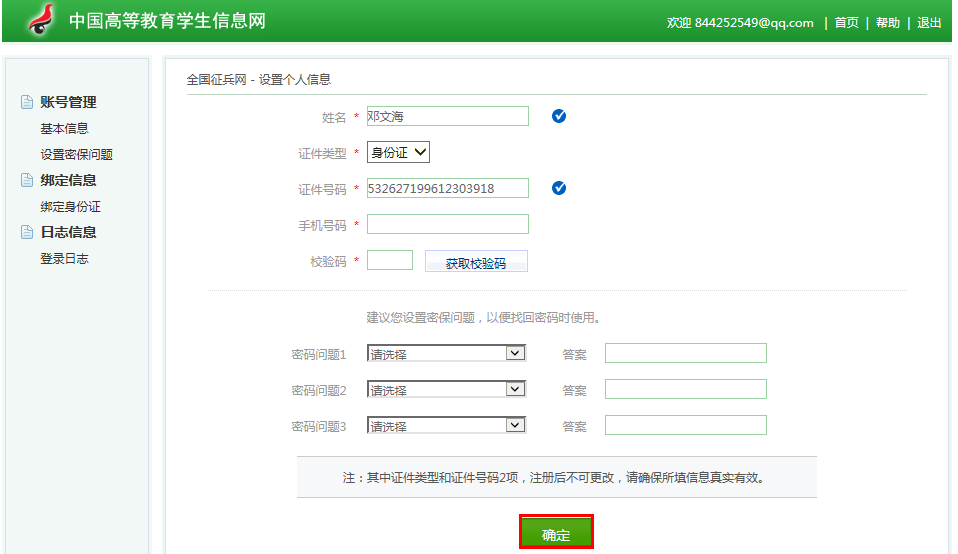 中国高等教育学生信息网
欢迎 844252549@qq.com | 首页 | 帮助 | 退出
账号管理
基本信息
设置密保问题
绑定信息
绑定身份证
日志信息
登录日志
全国征兵网 - 设置个人信息
姓名 * 邓文海
证件类型 * 身份证
证件号码 * 532627199612303918
手机号码 *
校验码 * 获取校验码
建议您设置密保问题，以便找回密码时使用。
密码问题1 请选择 答案
密码问题2 请选择 答案
密码问题3 请选择 答案
注：其中证件类型和证件号码2项，注册后不可更改，请确保所填信息真实有效。
确定